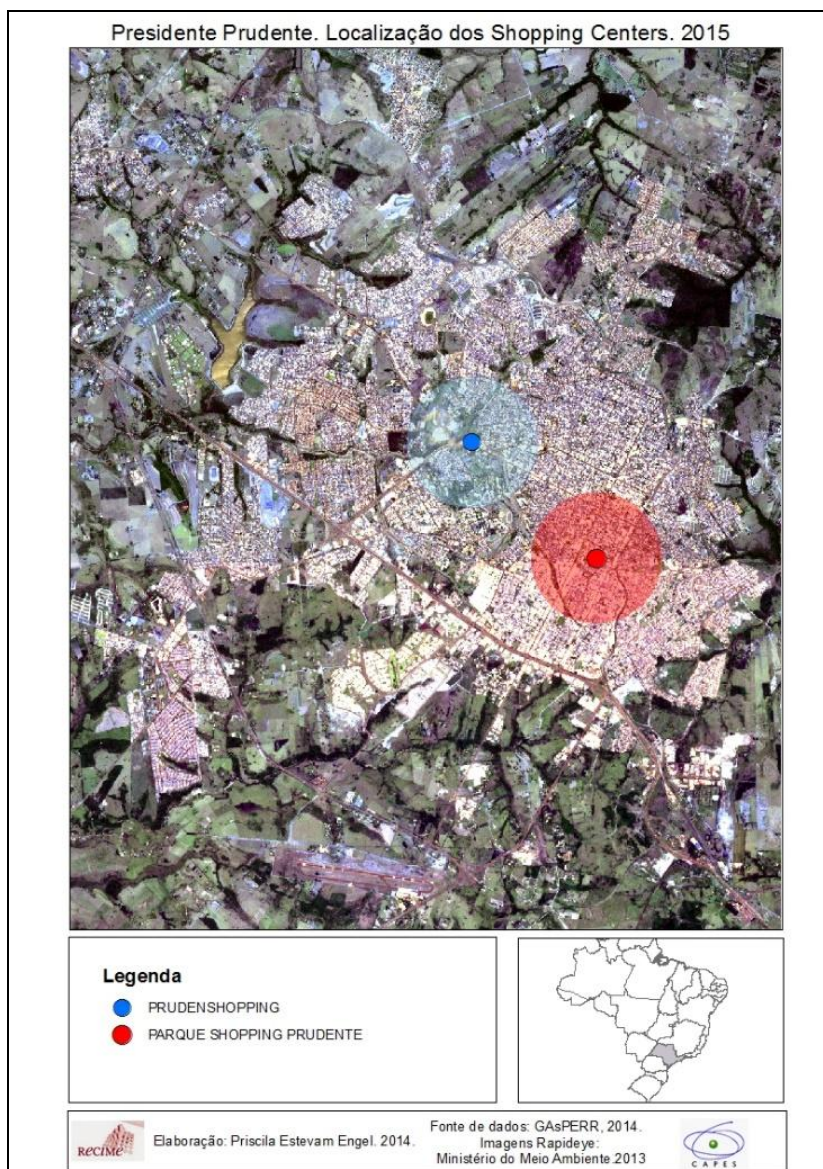 Presidente Prudente. Localização dos Shopping Centers. 2015
Legenda
PRUDENSHOPPING
PARQUE SHOPPING PRUDENTE
RECIME
Elaboração: Priscila Estevam Engel. 2014.
Fonte de dados: GAsPERR, 2014.
Imagens Rapideye:
Ministério do Meio Ambiente.2013
CAPES